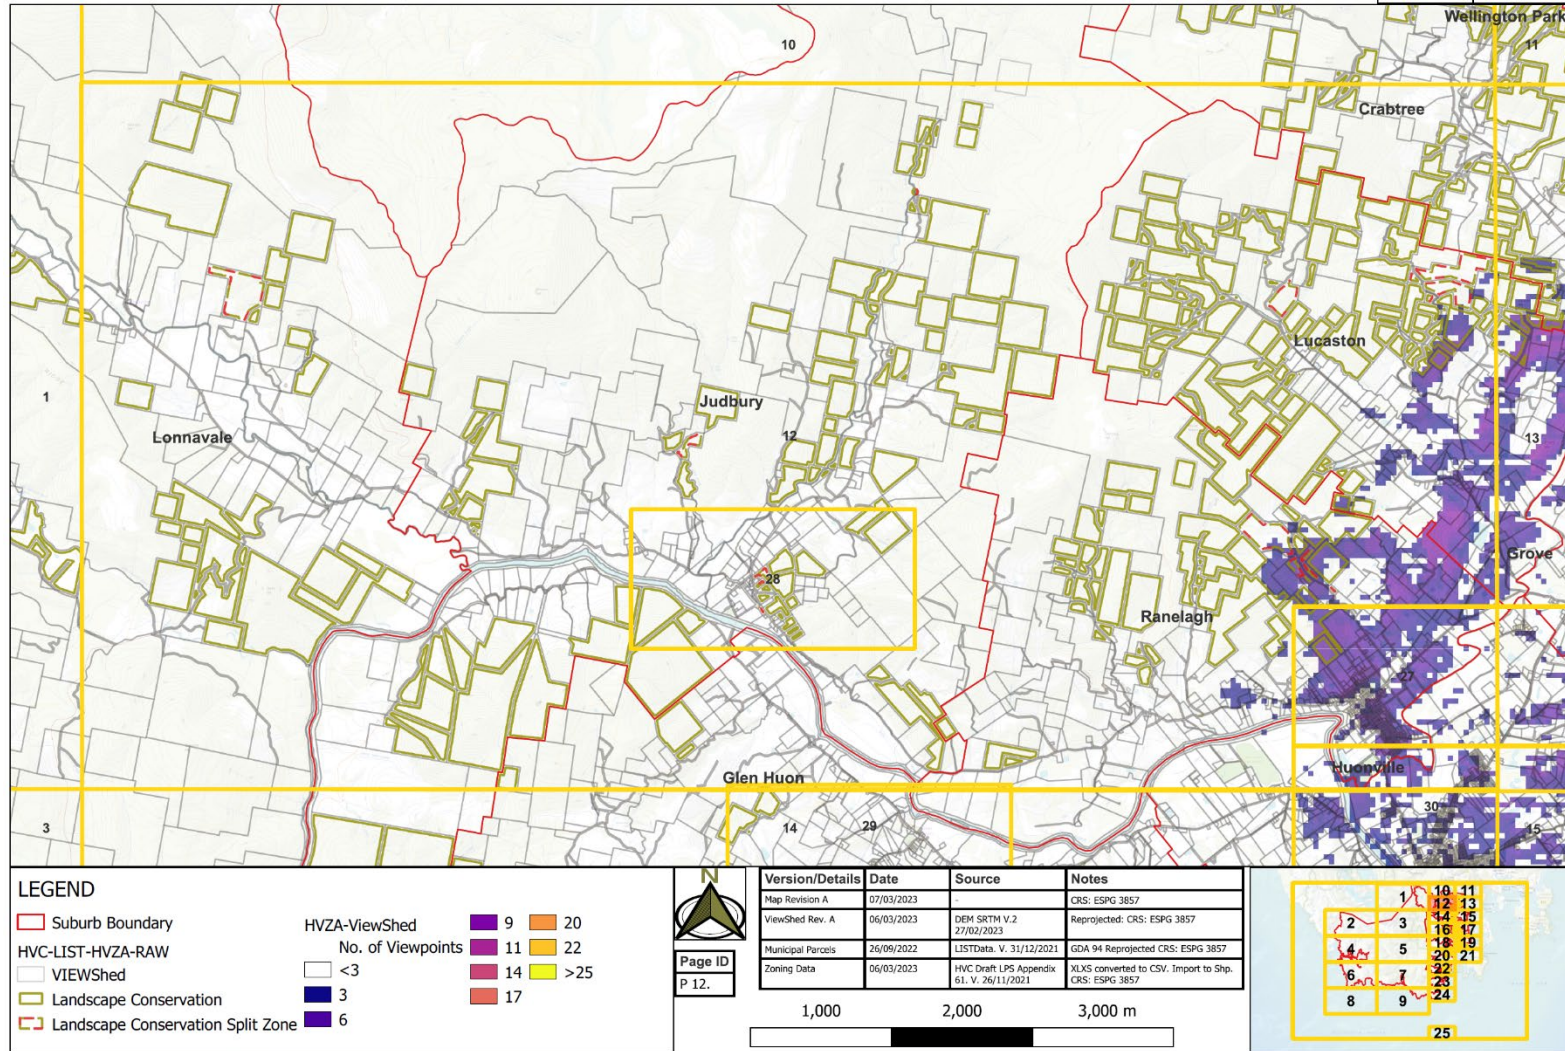 Wellington Park
10
11
Crabtree
Lucaston
1
Judbury
Lonnavale
12
13
Grove
28
Ranelagh
27
Glen Huon
Huonville
3
14
29
30
15
LEGEND
Suburb Boundary
HVC-LIST-HVZA-RAW
VIEWShed
Landscape Conservation
Landscape Conservation Split Zone
HVZA-ViewShed
No. of Viewpoints
<3
3
6
9
11
14
17
20
22
>25
N
Page ID
P 12.
Version/Details Date Source Notes
Map Revision A 07/03/2023 - CRS: ESPG 3857
ViewShed Rev. A 06/03/2023 DEM SRTM V.2 27/02/2023 Reprojected: CRS: ESPG 3857
Municipal Parcels 26/09/2022 LISTData. V. 31/12/2021 GDA 94 Reprojected CRS: ESPG 3857
Zoning Data 06/03/2023 HVC Draft LPS Appendix 61. V. 26/11/2021 XLXS converted to CSV. Import to Shp. CRS: ESPG 3857
1,000 2,000 3,000 m
1 10 11
12 13
2 3 14 15
16 17
4 5 18 19
20 21
6 7 22
23
8 9 24
25